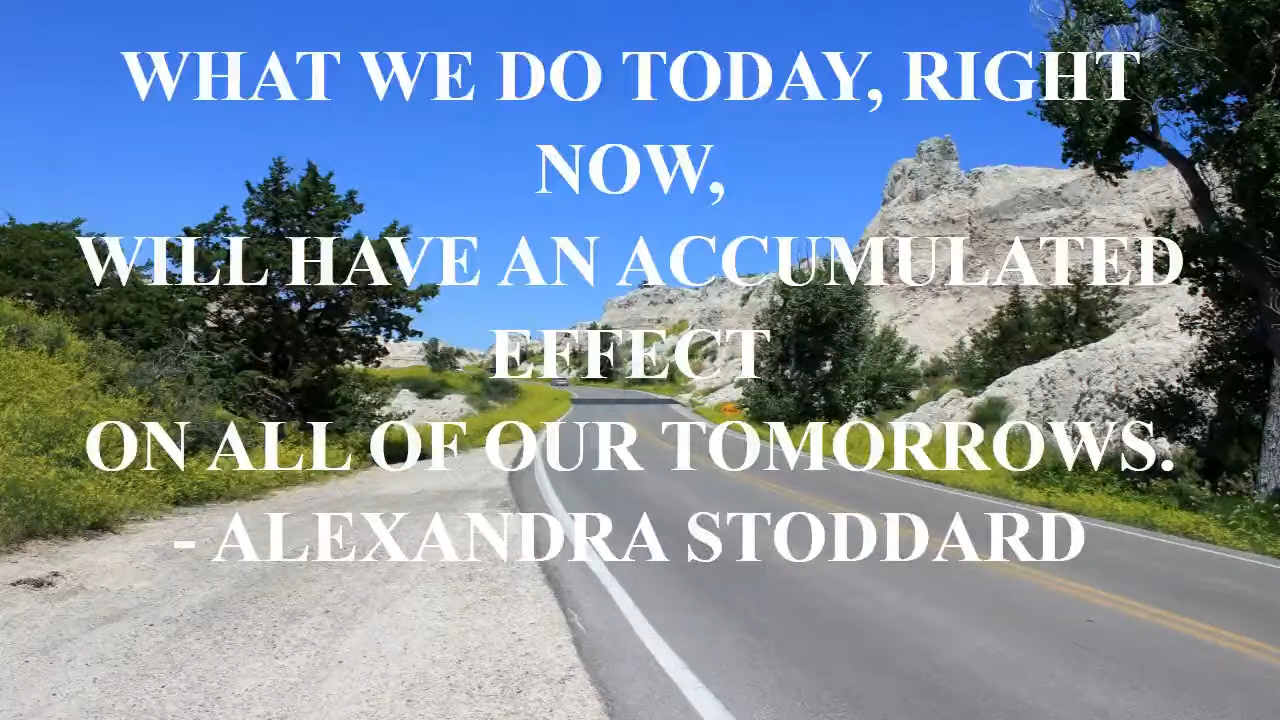 WHAT WE DO TODAY, RIGHT
NOW,
WILL HAVE AN ACCUMULATED
EFFECT
ON ALL OF OUR TOMORROWS.
- ALEXANDRA STODDARD